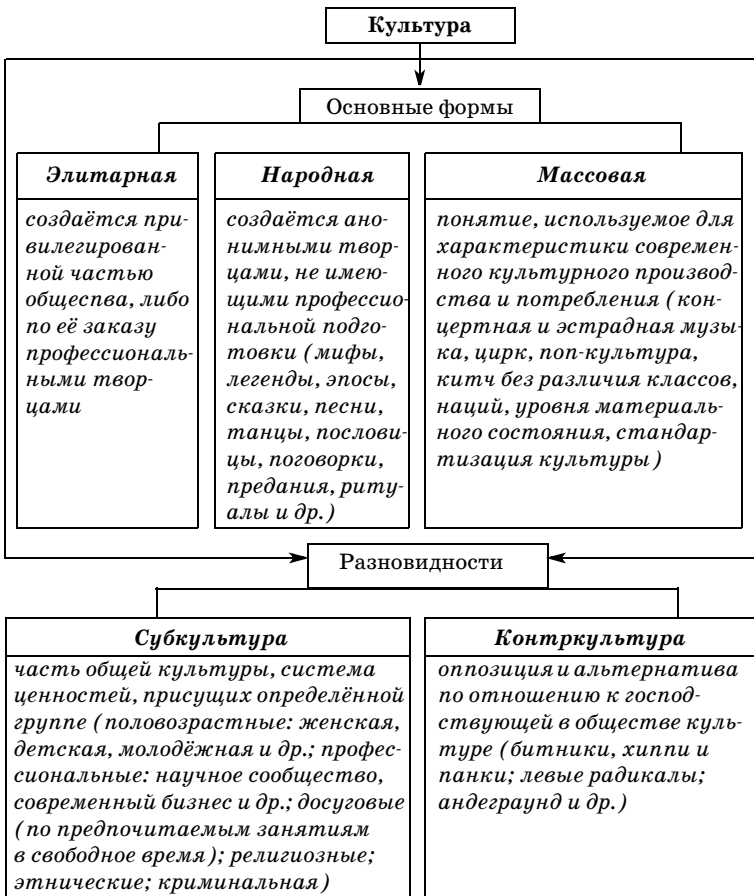 Культура
Основные формы
Элитарная
создаётся при-
вилегирован-
ной частью
общеспва, либо
по её заказу
профессиональ-
ными твор-
цами
Народная
создаётся ано-
нимными твор-
цами, не имею-
щими профессио-
нальной подго-
товки (мифы,
легенды, эпосы,
сказки, песни,
танцы, послови-
цы, поговорки,
предания, риту-
алы и др.)
Массовая
понятие, используемое для
характеристики современ-
ного культурного производ-
ства и потребления (кон-
цертная и эстрадная музы-
ка, цирк, поп-культура,
китч без различия классов,
наций, уровня материаль-
ного состояния, стандар-
тизация культуры)
Разновидности
Субкультура
часть общей культуры, система
ценностей, присущих определённой
группе (половозрастные: женская,
детская, молодёжная и др.; профес-
сиональные: научное сообщество,
современный бизнес и др.; досуговые
(по предпочитаемым занятиям
в свободное время); религиозные;
этнические; криминальная)
Контркультура
оппозиция и альтернатива
по отношению к господ-
ствующей в обществе куль-
туре (битники, хиппи и
панки; левые радикалы;
андеграунд и др.)